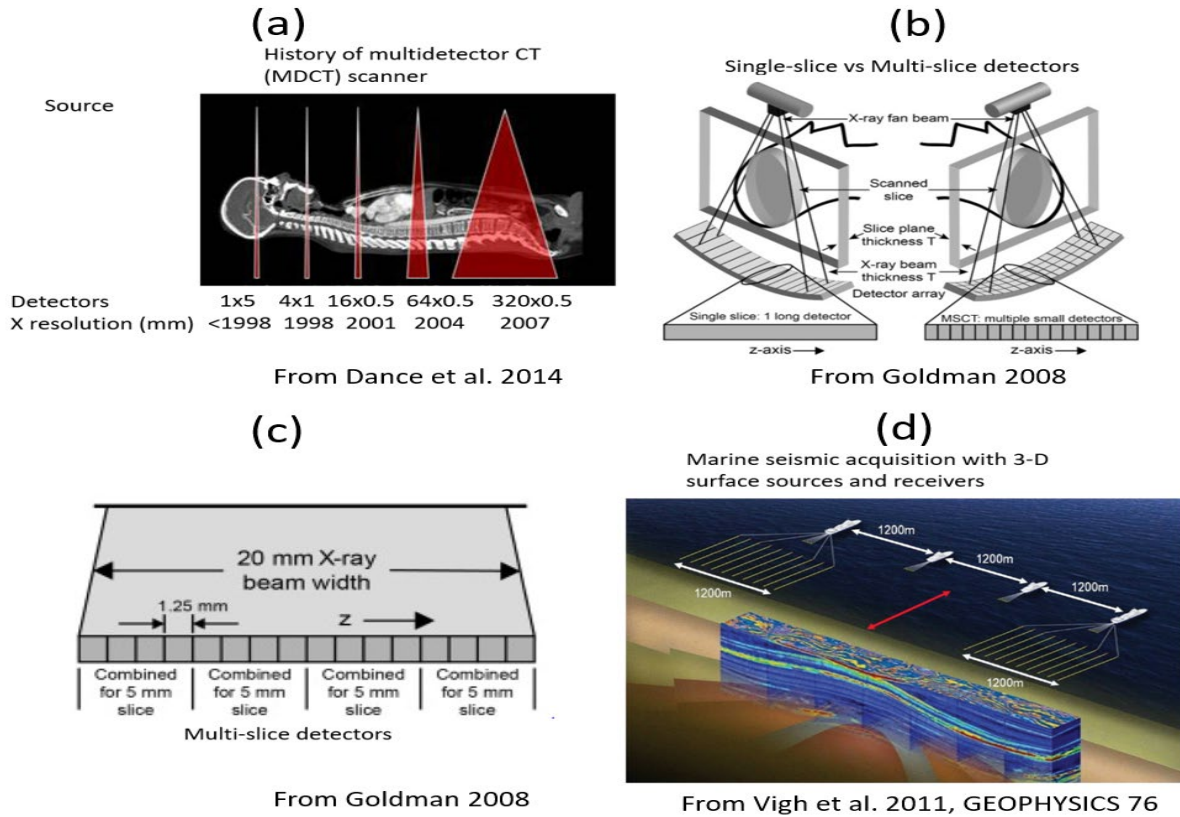 (a)
History of multidetector CT
(MDCT) scanner
Source
Detectors 1x5 4x1 16x0.5 64x0.5 320x0.5
X resolution (mm) <1998 1998 2001 2004 2007
From Dance et al. 2014
(b)
Single-slice vs Multi-slice detectors
X-ray fan beam
Scanned
slice
Slice plane
thickness T
X-ray beam
thickness T
Detector array
Single slice: 1 long detector
MSCT: multiple small detectors
z-axis
z-axis
From Goldman 2008
(c)
20 mm X-ray
beam width
1.25 mm
z
Combined Combined Combined Combined
for 5 mm for 5 mm for 5 mm for 5 mm
slice slice slice slice
Multi-slice detectors
From Goldman 2008
(d)
Marine seismic acquisition with 3-D
surface sources and receivers
1200m
1200m
1200m
1200m
1200m
From Vigh et al. 2011, GEOPHYSICS 76